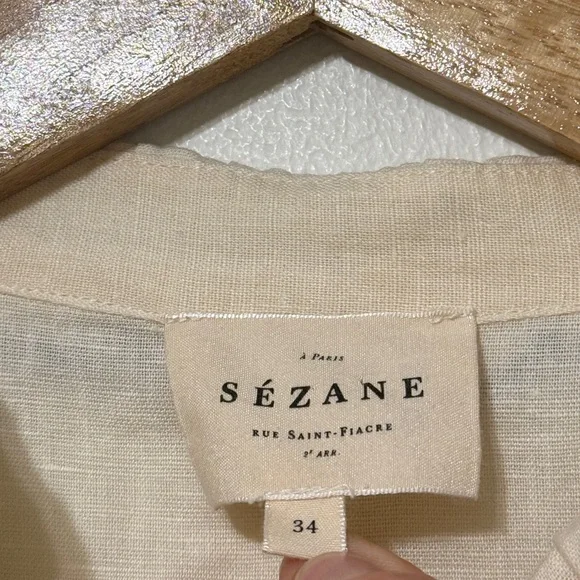 À PARIS
SÉZANE
RUE SAINT-FIACRE
2E ARR.
34